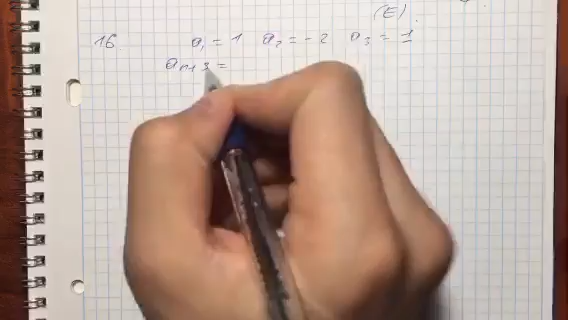 (E)
16 a₁ = 1 a₂ = -2 a₃ = 1
aₙ₊₃ =